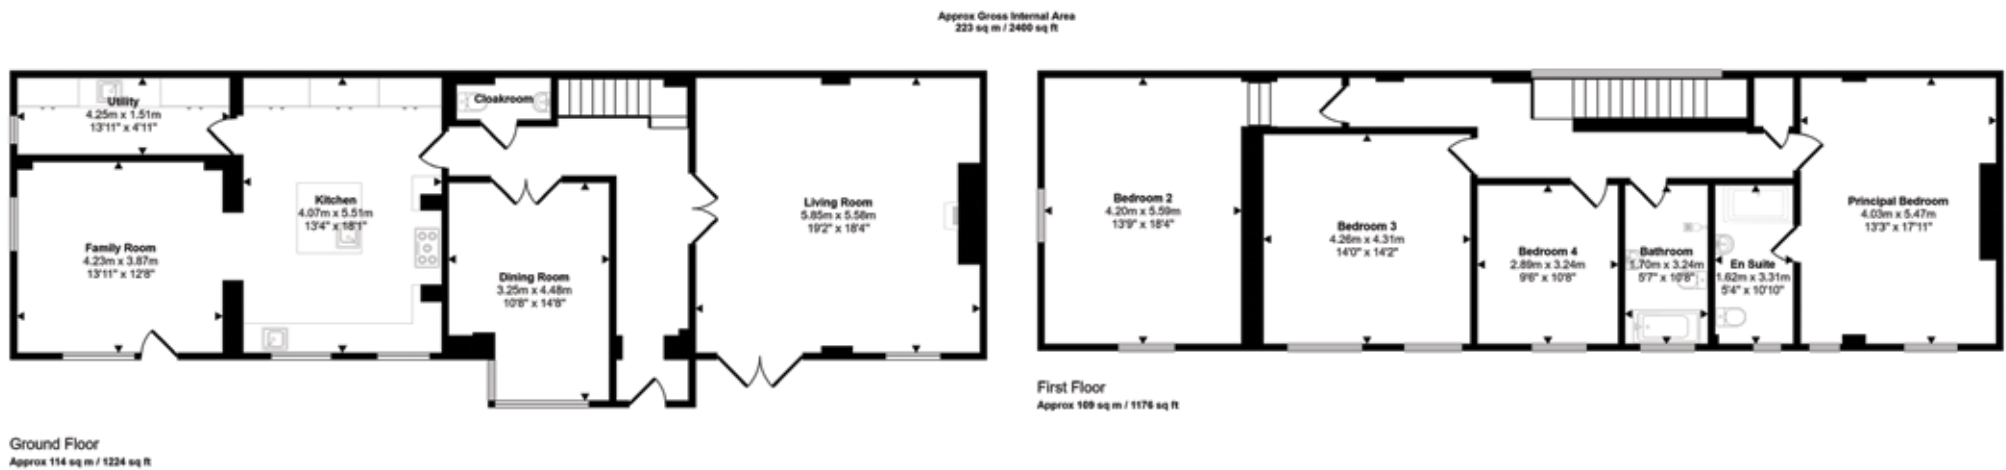 Approx Gross Internal Area
223 sq m / 2400 sq ft
Utility
4.25m x 1.51m
13'11" x 4'11"
Cloakroom
Kitchen
4.07m x 5.51m
13'4" x 18'1"
Living Room
5.85m x 5.58m
19'2" x 18'4"
Family Room
4.23m x 3.87m
13'11" x 12'8"
Dining Room
3.25m x 4.48m
10'8" x 14'8"
Ground Floor
Approx 114 sq m / 1224 sq ft
Bedroom 2
4.20m x 5.59m
13'9" x 18'4"
Bedroom 3
4.26m x 4.31m
14'0" x 14'2"
Bedroom 4
2.89m x 3.24m
9'6" x 10'8"
Bathroom
1.70m x 3.24m
5'7" x 10'8"
En Suite
1.62m x 3.31m
5'4" x 10'10"
Principal Bedroom
4.03m x 5.47m
13'3" x 17'11"
First Floor
Approx 109 sq m / 1176 sq ft